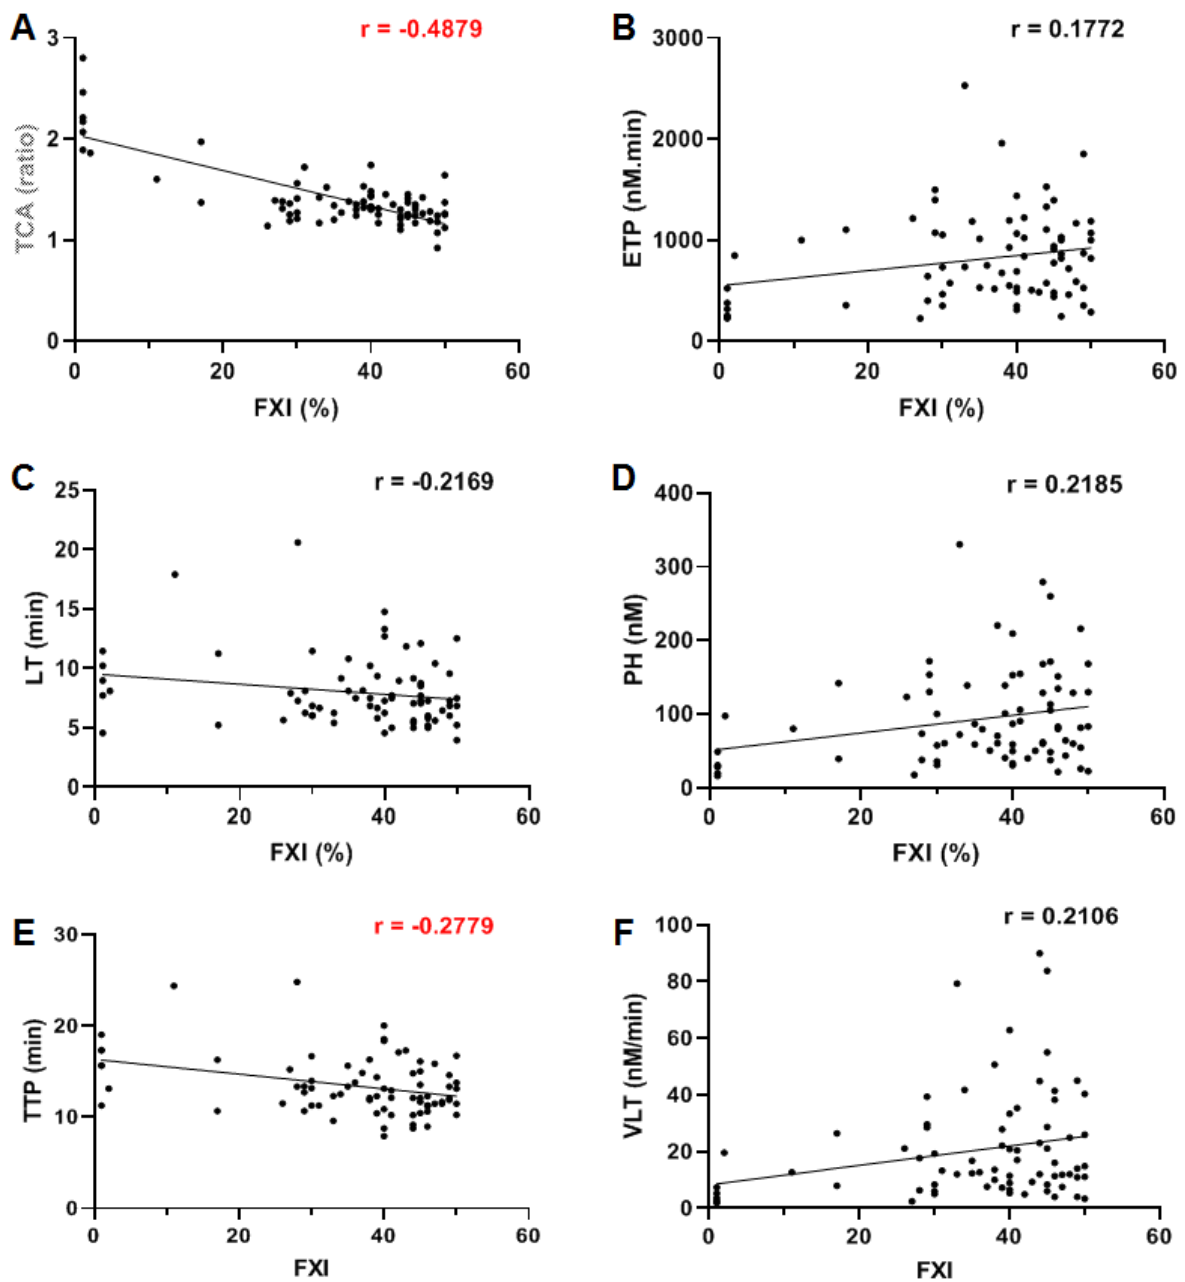 A
r = -0.4879
3
2
1
0
TCA (ratio)
0 20 40 60
FXI (%)
B
r = 0.1772
3000
2000
1000
0
ETP (nM.min)
0 20 40 60
FXI (%)
C
r = -0.2169
25
20
15
10
5
0
LT (min)
0 20 40 60
FXI (%)
D
r = 0.2185
400
300
200
100
0
PH (nM)
0 20 40 60
FXI (%)
E
r = -0.2779
30
20
10
0
TTP (min)
0 20 40 60
FXI
F
r = 0.2106
100
80
60
40
20
0
VLT (nM/min)
0 20 40 60
FXI